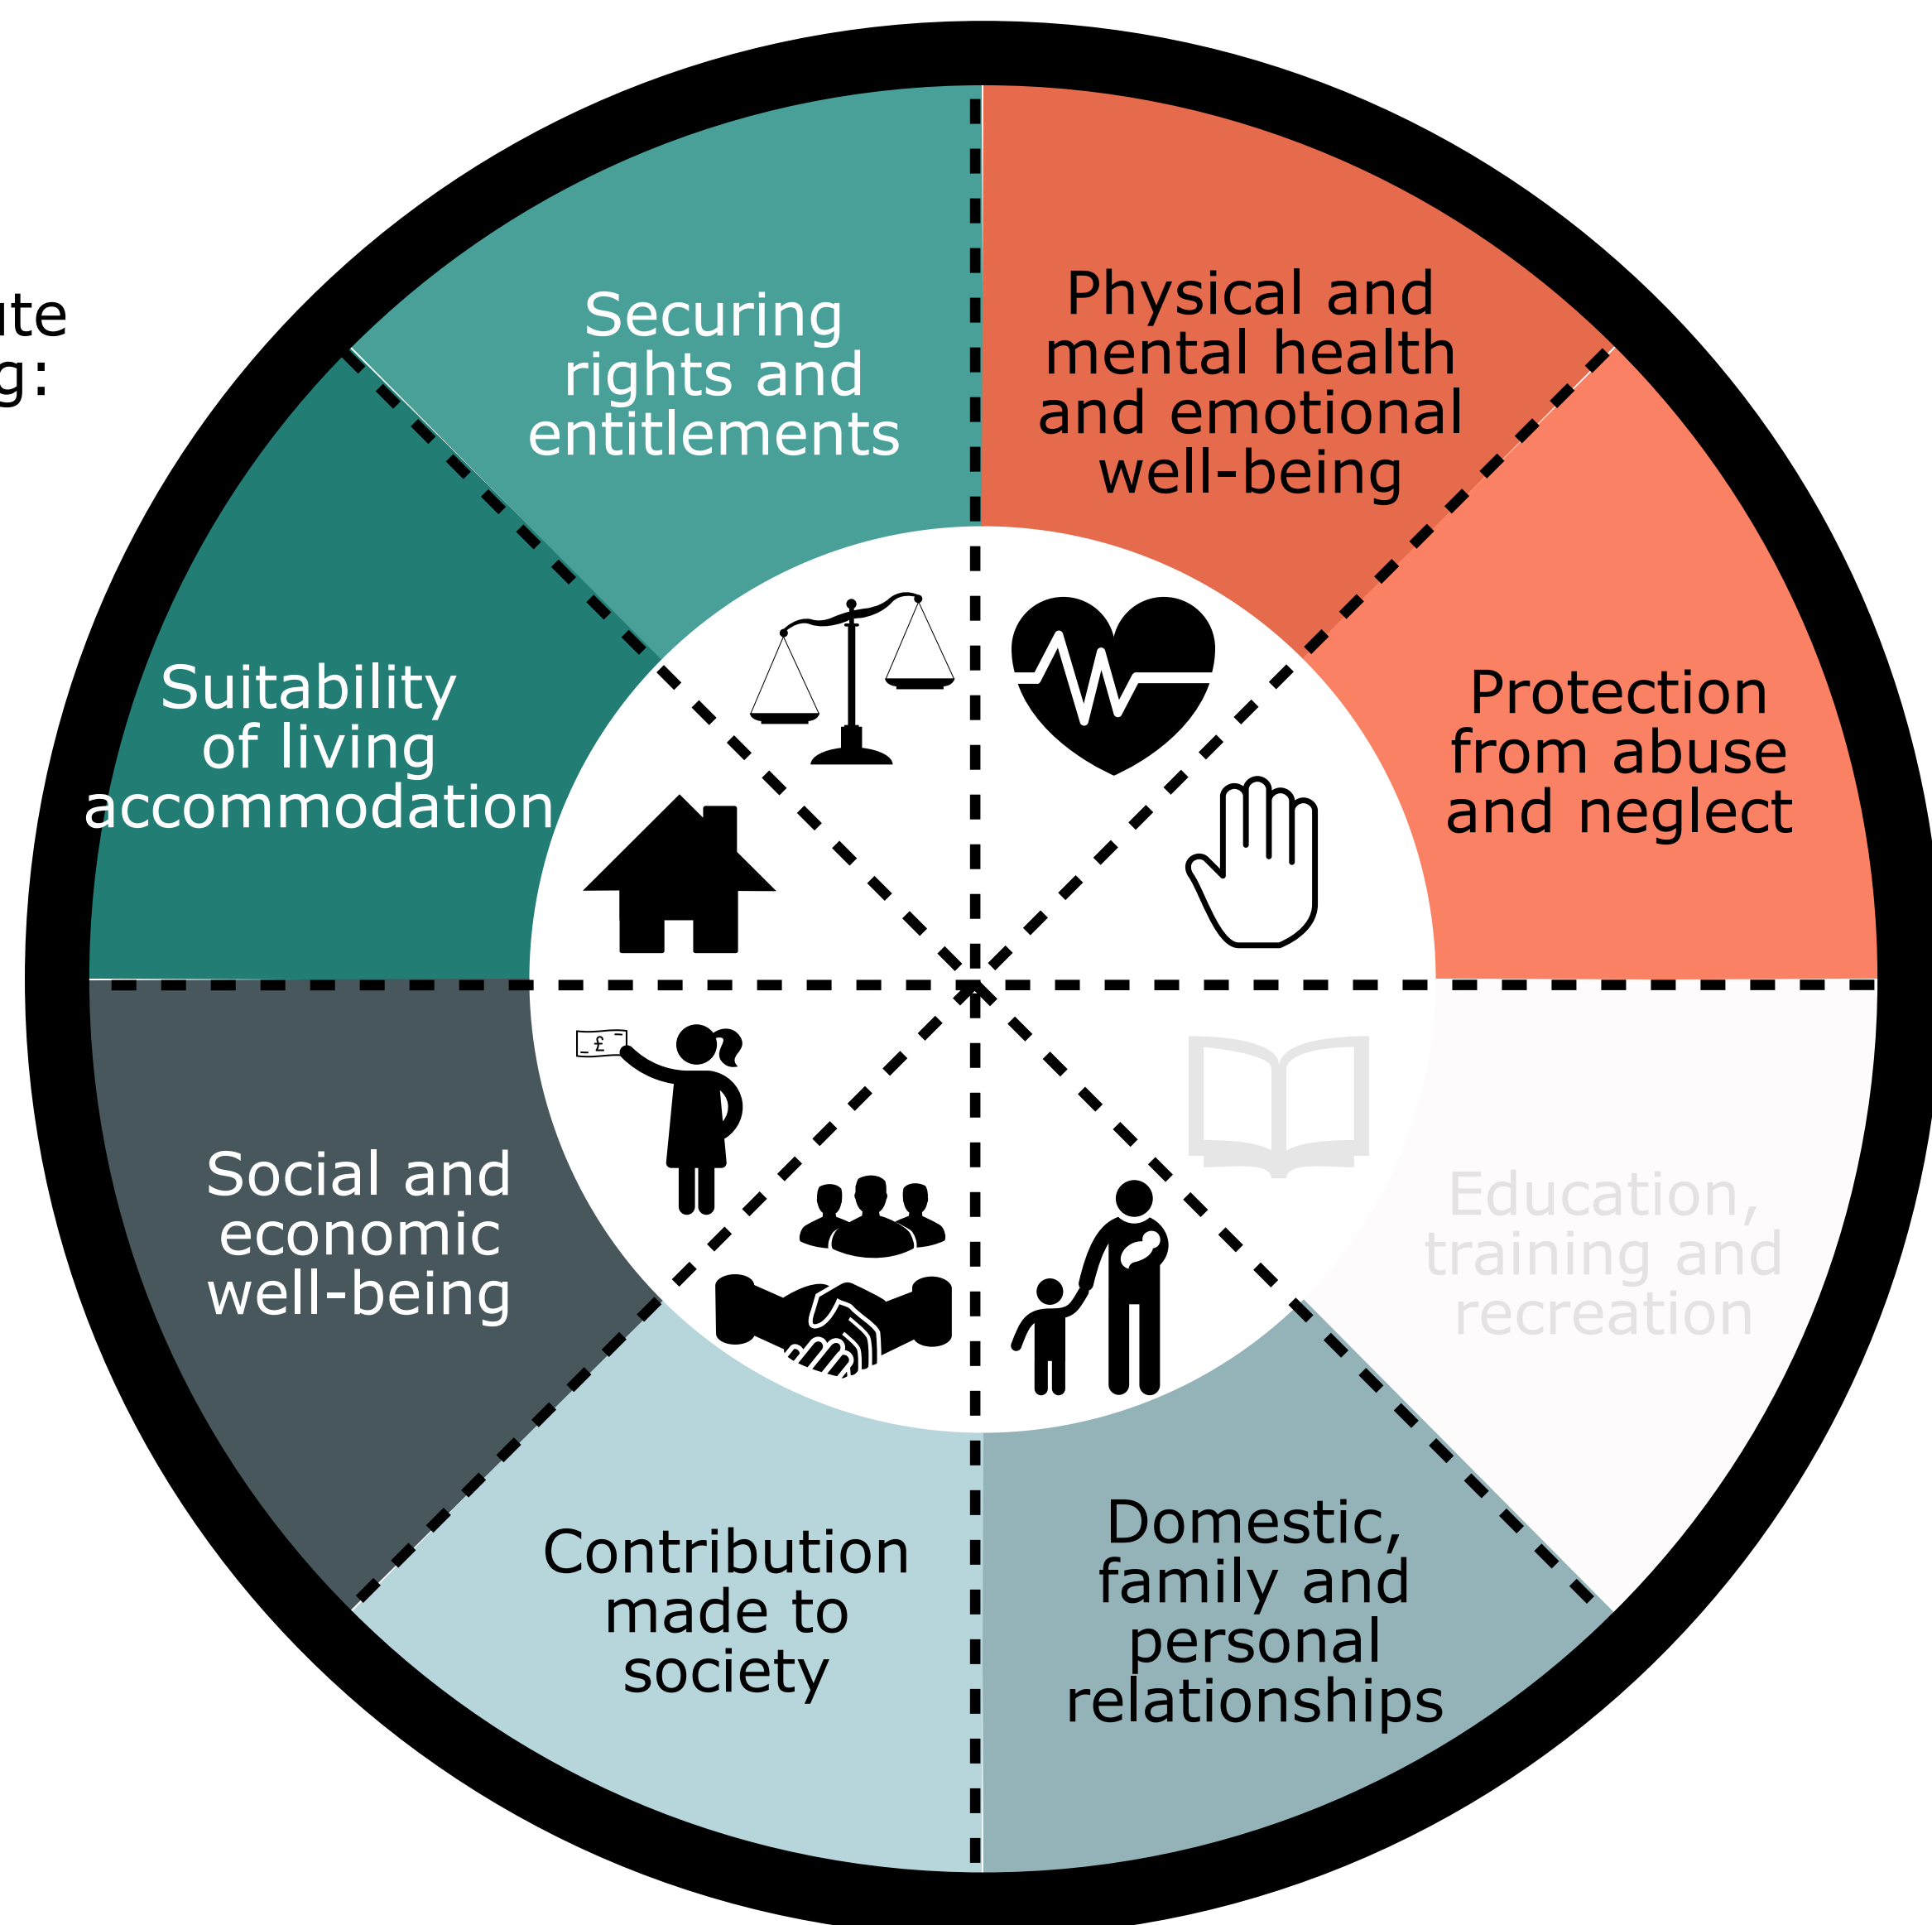 ute
g:
Securing
rights and
entitlements
Physical and
mental health
and emotional
well-being
Protection
from abuse
and neglect
Education,
training and
recreation
Domestic,
family and
personal
relationships
Contribution
made to
society
Social and
economic
well-being
Suitability
of living
accommodation
£